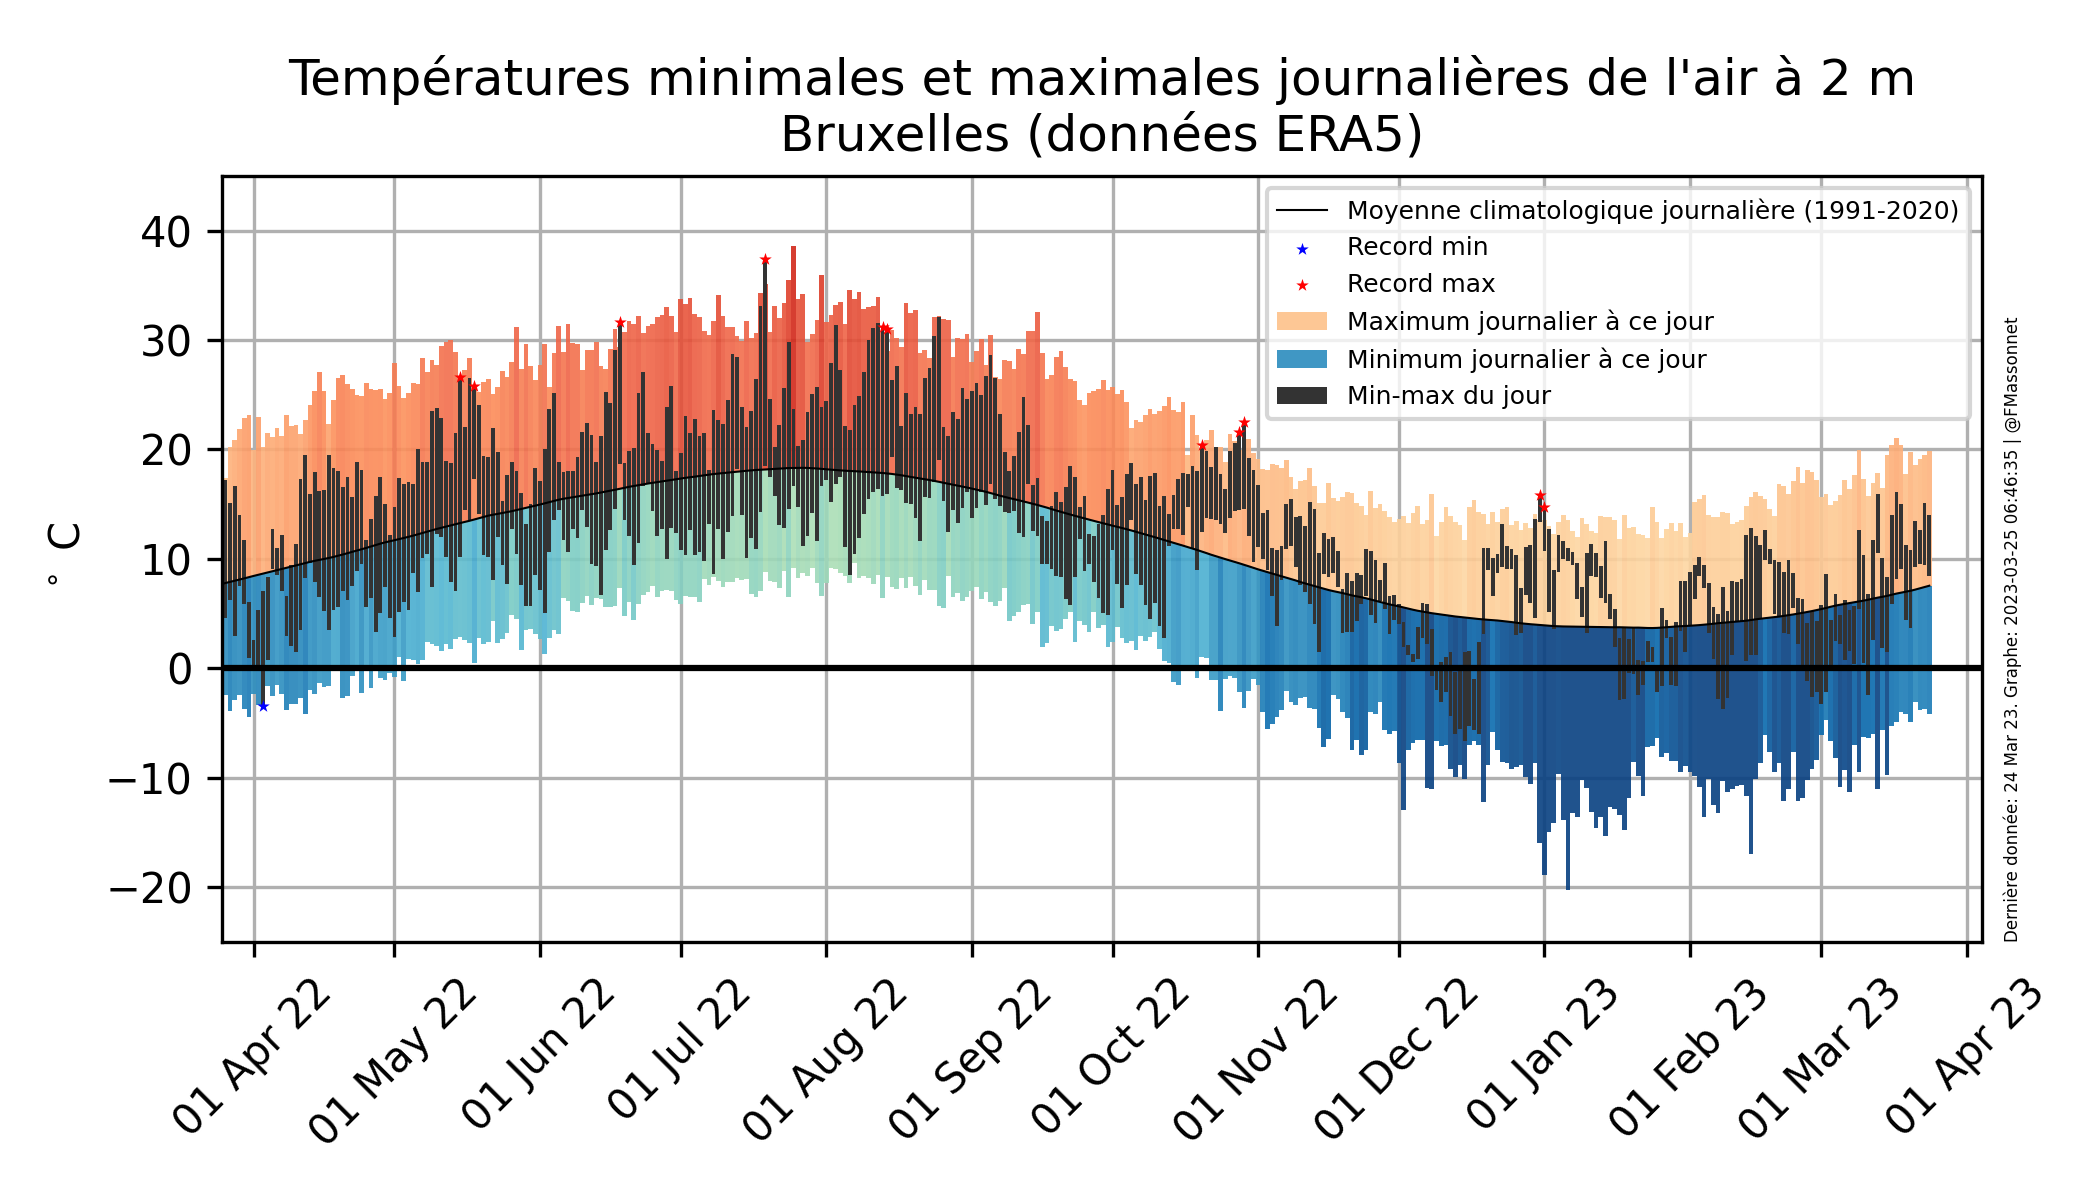 Températures minimales et maximales journalières de l'air à 2 m
Bruxelles (données ERA5)
Moyenne climatologique journalière (1991-2020)
Record min
Record max
Maximum journalier à ce jour
Minimum journalier à ce jour
Min-max du jour
° C
40
30
20
10
0
−10
−20
01 Apr 22
01 May 22
01 Jun 22
01 Jul 22
01 Aug 22
01 Sep 22
01 Oct 22
01 Nov 22
01 Dec 22
01 Jan 23
01 Feb 23
01 Mar 23
01 Apr 23
Dernière donnée: 24 Mar 23. Graphe: 2023-03-25 06:46:35 | @FMassonnet